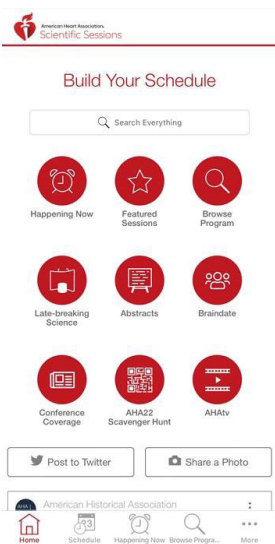 American Heart Association.
Scientific Sessions
Build Your Schedule
Search Everything
Happening Now
Featured
Sessions
Browse
Program
Late-breaking
Science
Abstracts
Braindate
Conference
Coverage
AHA22
Scavenger Hunt
AHAtv
Post to Twitter
Share a Photo
American Historical Association
Home
Schedule
Happening Now
Browse Progra...
More